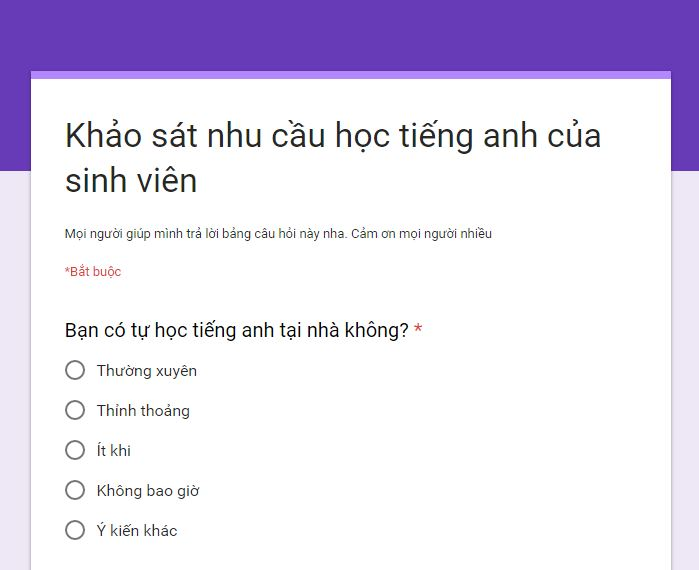 Khảo sát nhu cầu học tiếng anh của
sinh viên
Mọi người giúp mình trả lời bảng câu hỏi này nha. Cảm ơn mọi người nhiều
*Bắt buộc
Bạn có tự học tiếng anh tại nhà không? *
Thường xuyên
Thỉnh thoảng
Ít khi
Không bao giờ
Ý kiến khác